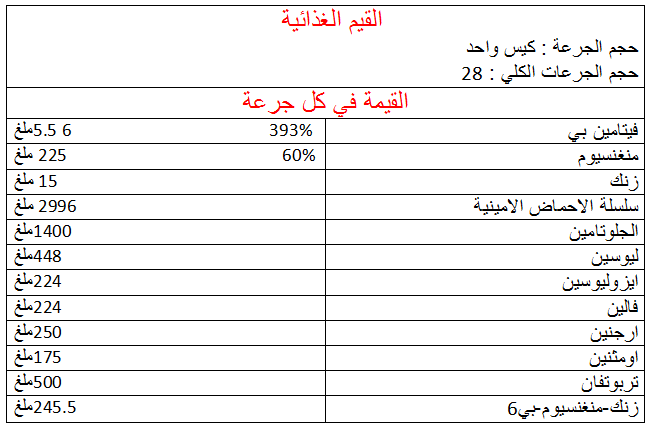 القيم الغذائية
حجم الجرعة : كيس واحد
حجم الجرعات الكلي : 28
القيمة في كل جرعة
فيتامين بي 393% 6 5.5ملغ
منغنسيوم 60% 225 ملغ
زنك 15 ملغ
سلسلة الاحماض الامينية 2996 ملغ
الجلوتامين 1400ملغ
ليوسين 448ملغ
ايزوليوسين 224ملغ
فالين 224ملغ
ارجنين 250ملغ
اومثنين 175ملغ
تربوتفان 500ملغ
زنك-منغنسيوم-بي6 245.5ملغ